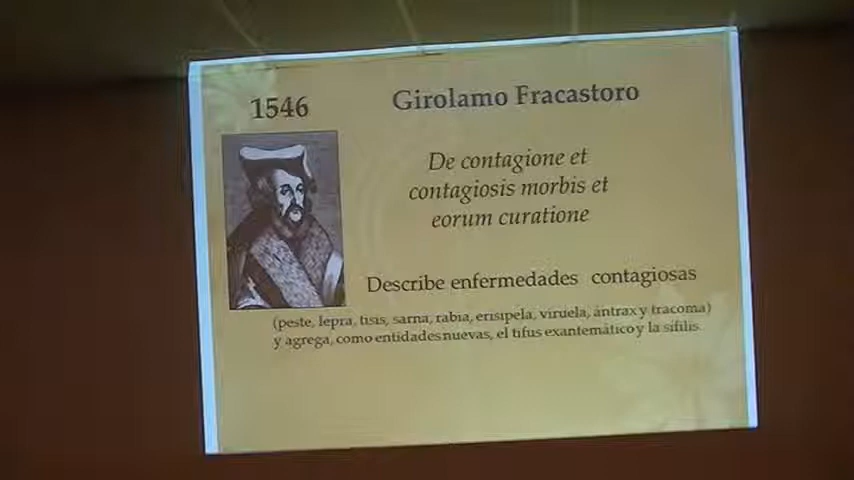 1546
Girolamo Fracastoro
De contagione et
contagiosis morbis et
eorum curatione
Describe enfermedades contagiosas
(peste, lepra, tisis, sarna, rabia, erisipela, viruela, ántrax y tracoma)
y agrega, como entidades nuevas, el tifus exantemático y la sífilis.